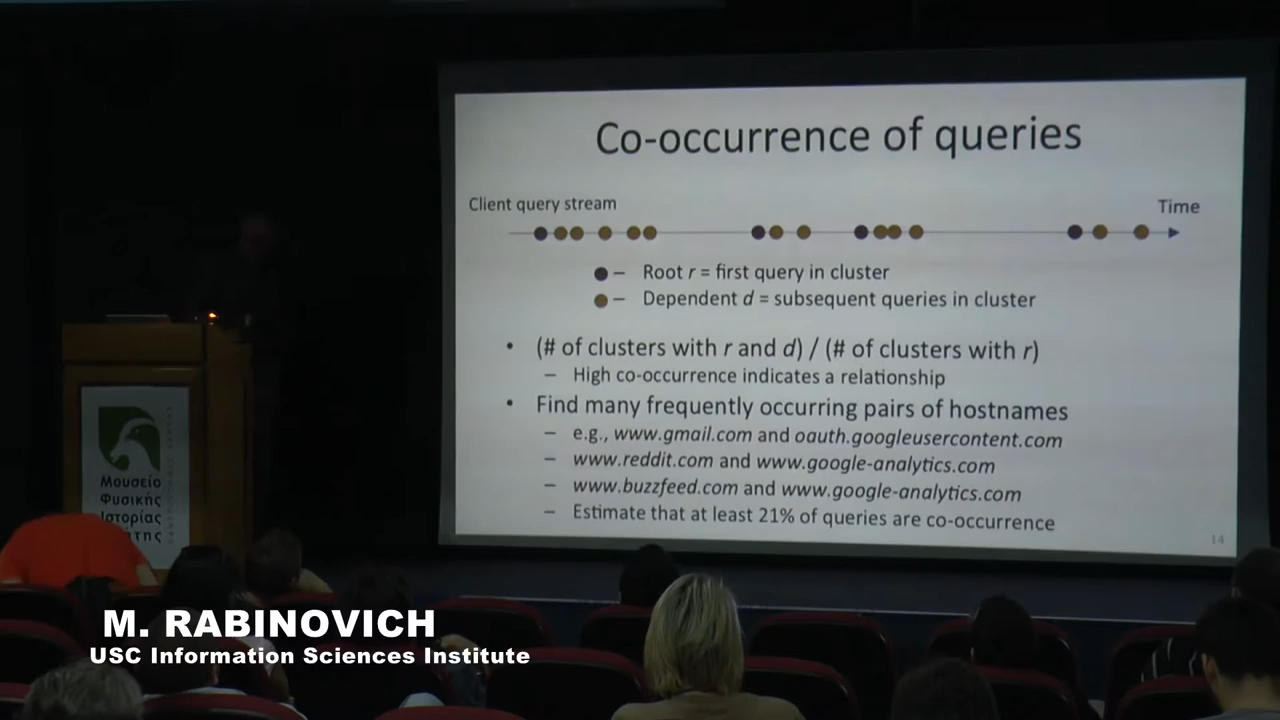 Co-occurrence of queries
Client query stream
Time
– Root r = first query in cluster
– Dependent d = subsequent queries in cluster
• (# of clusters with r and d) / (# of clusters with r)
– High co-occurrence indicates a relationship
• Find many frequently occurring pairs of hostnames
– e.g., www.gmail.com and oauth.googleusercontent.com
– www.reddit.com and www.google-analytics.com
– www.buzzfeed.com and www.google-analytics.com
– Estimate that at least 21% of queries are co-occurrence
14
Μουσείο
Φυσικής
Ιστορίας
M. RABINOVICH
USC Information Sciences Institute